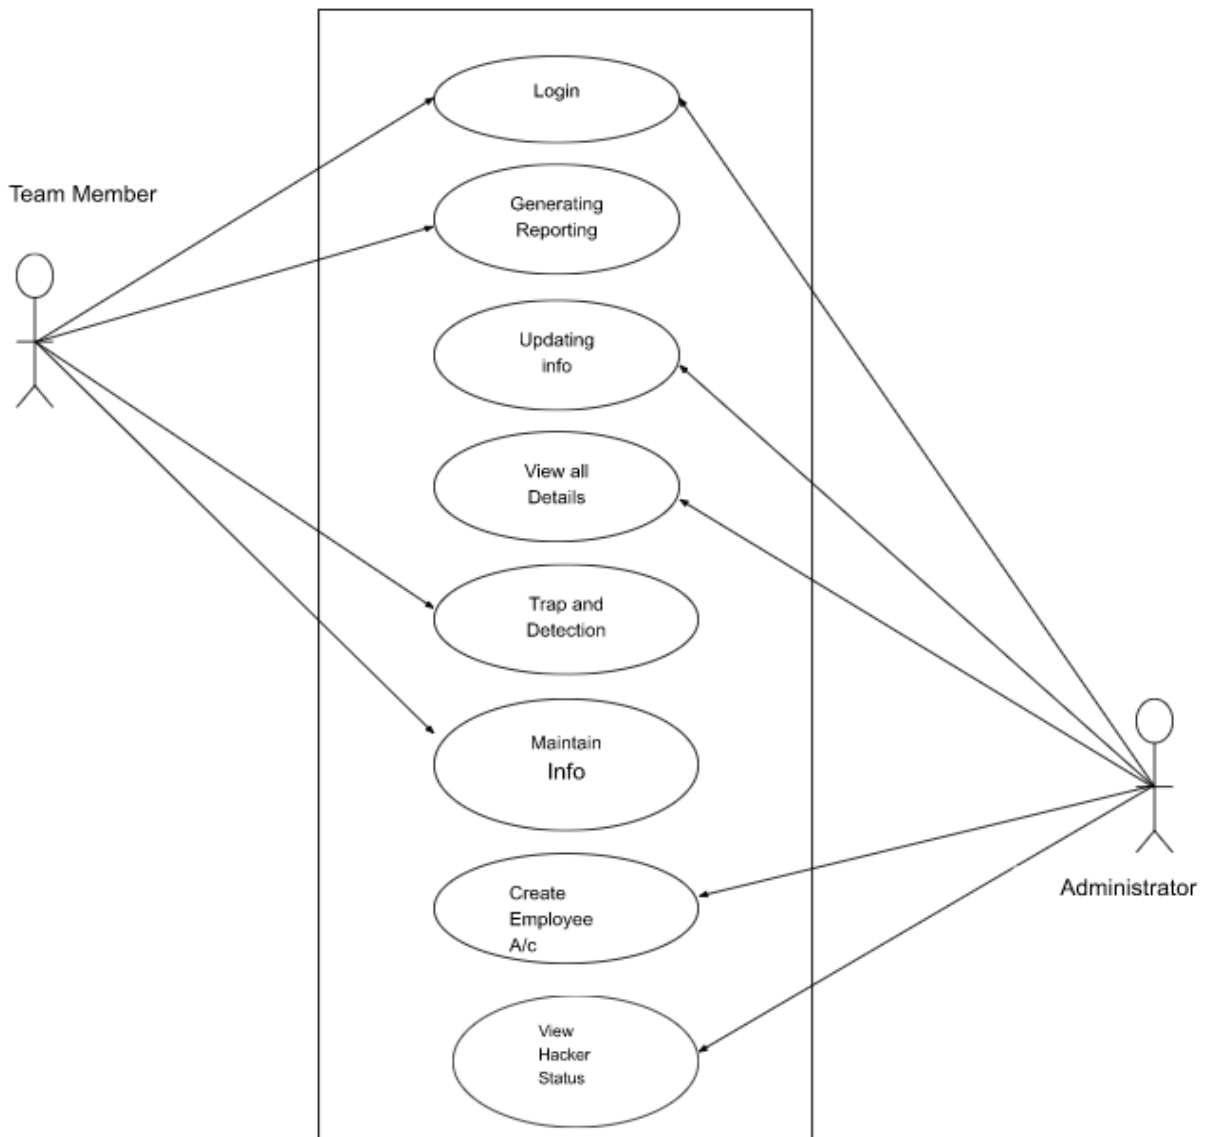 Login
Team Member
Generating
Reporting
Updating
info
View all
Details
Trap and
Detection
Maintain
Info
Administrator
Create
Employee
A/c
View
Hacker
Status